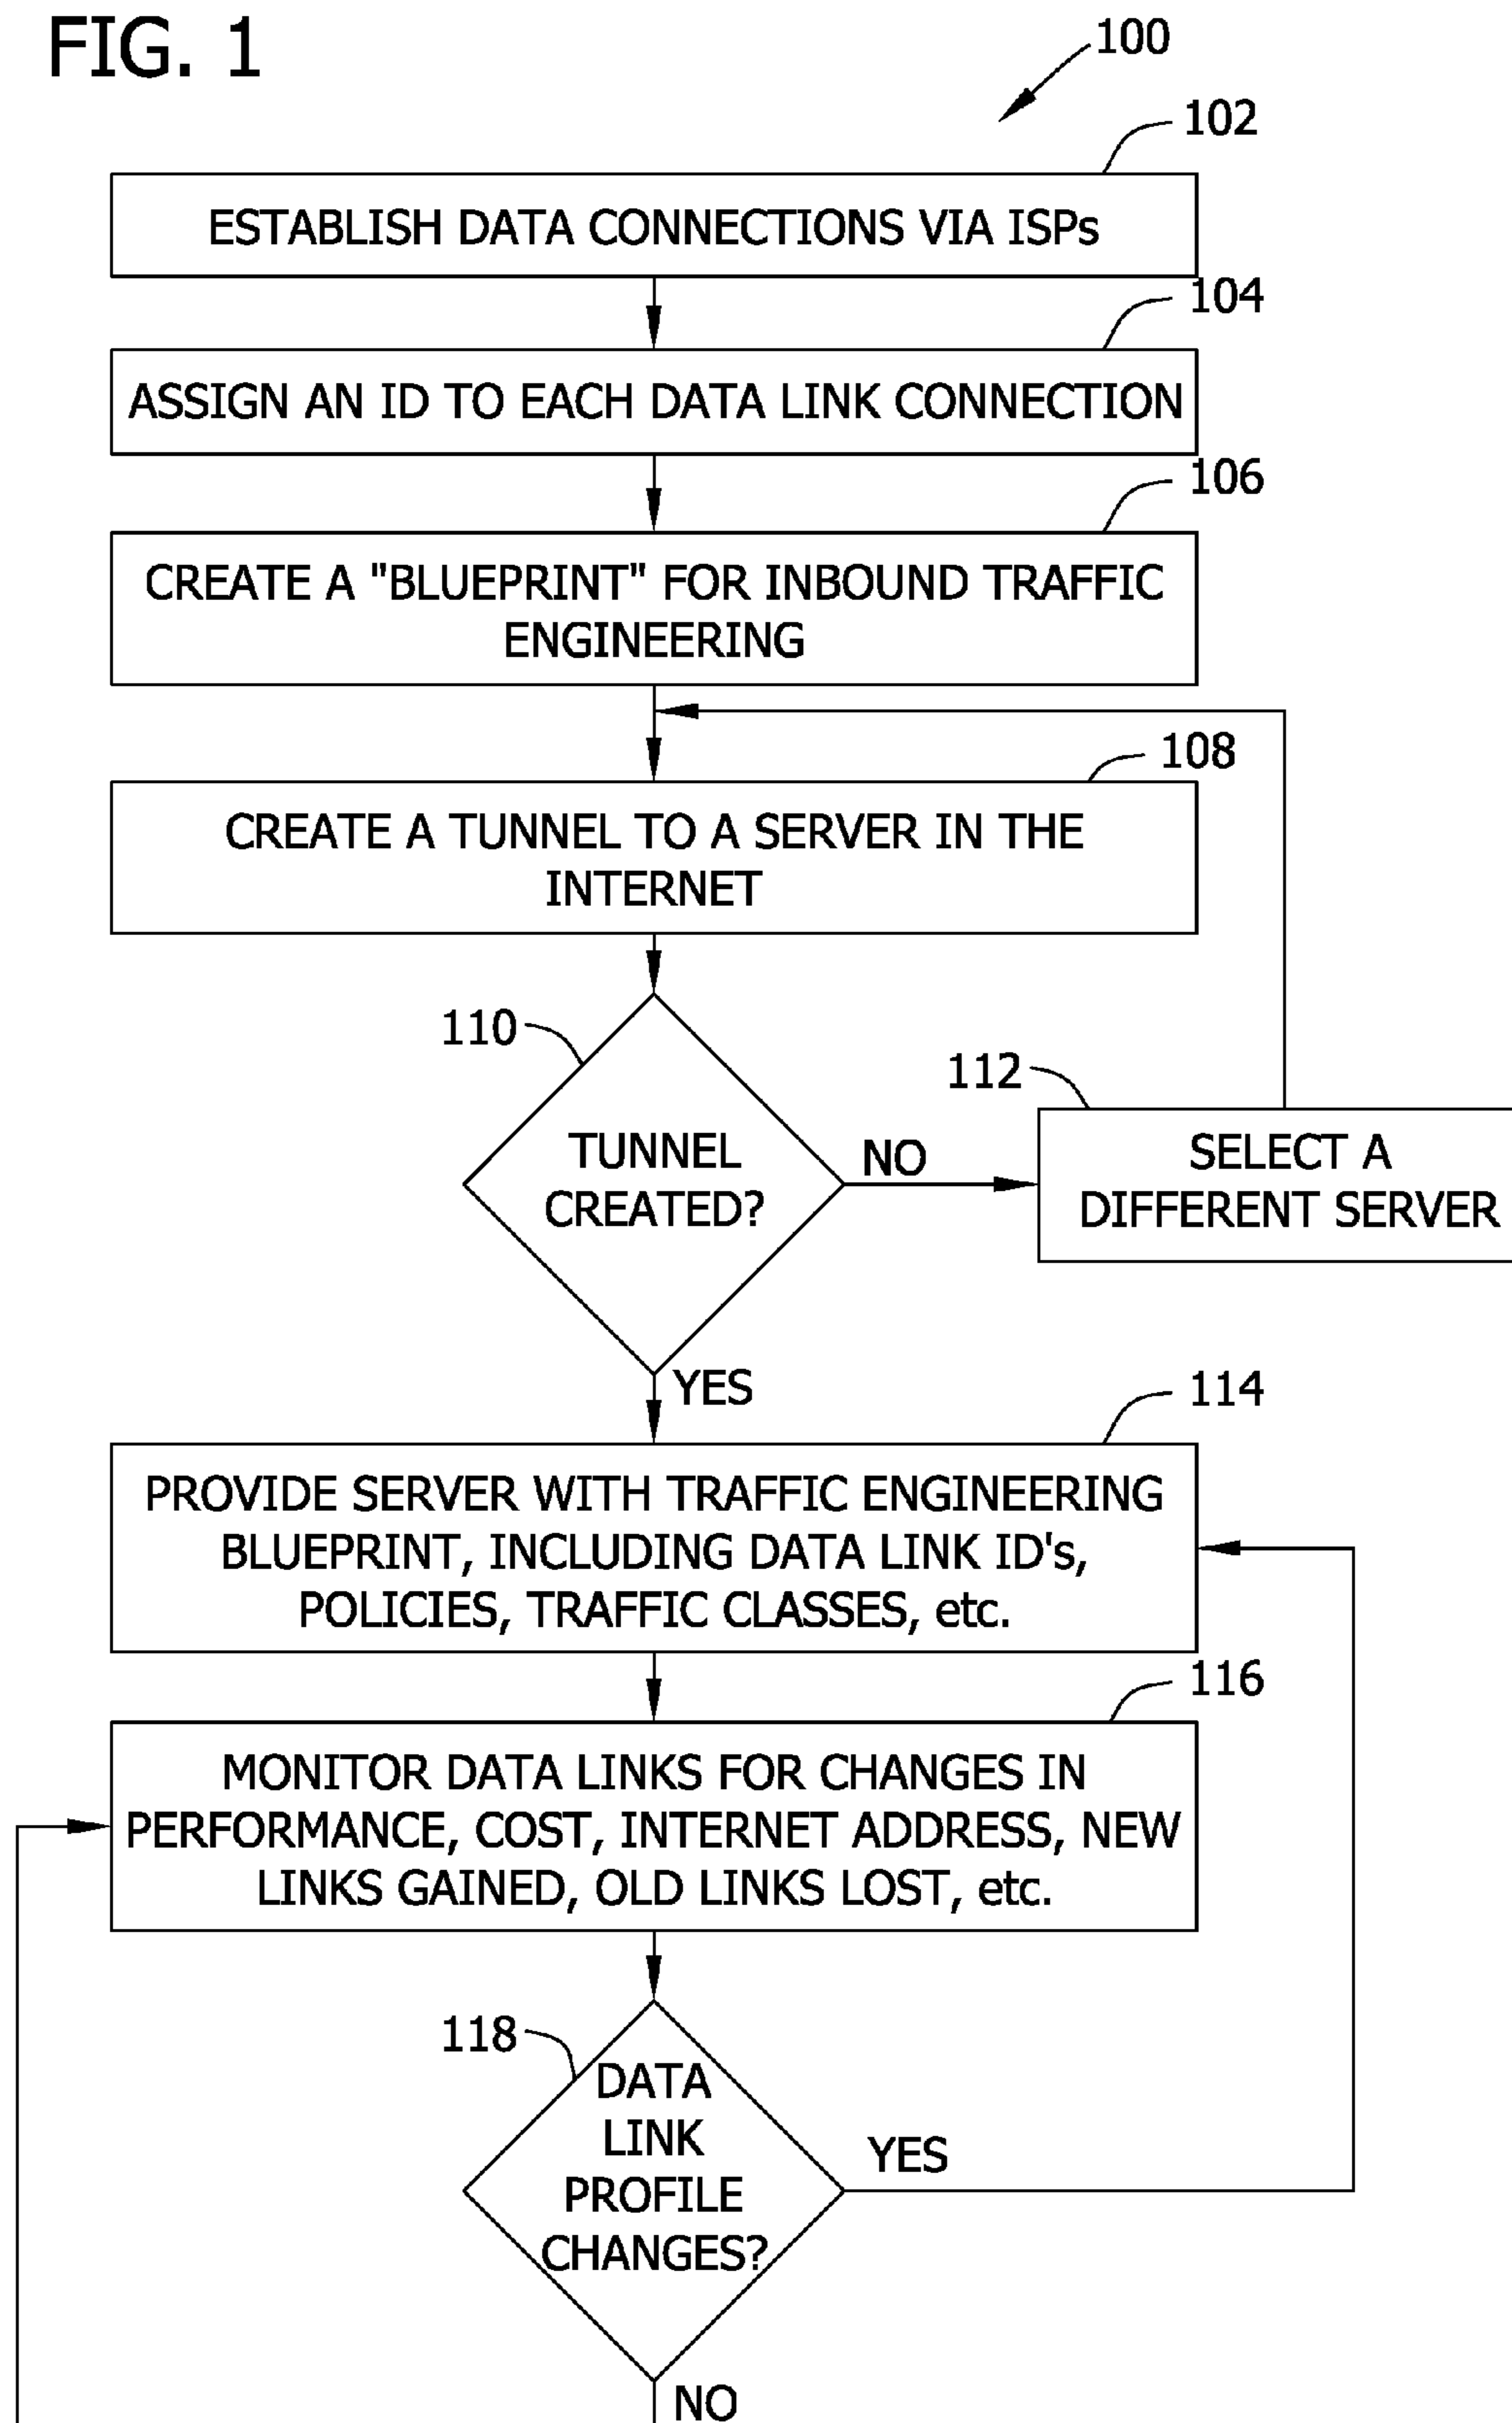 FIG. 1
100
102
ESTABLISH DATA CONNECTIONS VIA ISPs
104
ASSIGN AN ID TO EACH DATA LINK CONNECTION
106
CREATE A "BLUEPRINT" FOR INBOUND TRAFFIC
ENGINEERING
108
CREATE A TUNNEL TO A SERVER IN THE
INTERNET
110
TUNNEL
CREATED?
NO
112
SELECT A
DIFFERENT SERVER
YES
114
PROVIDE SERVER WITH TRAFFIC ENGINEERING
BLUEPRINT, INCLUDING DATA LINK ID's,
POLICIES, TRAFFIC CLASSES, etc.
116
MONITOR DATA LINKS FOR CHANGES IN
PERFORMANCE, COST, INTERNET ADDRESS, NEW
LINKS GAINED, OLD LINKS LOST, etc.
118
DATA
LINK
PROFILE
CHANGES?
YES
NO